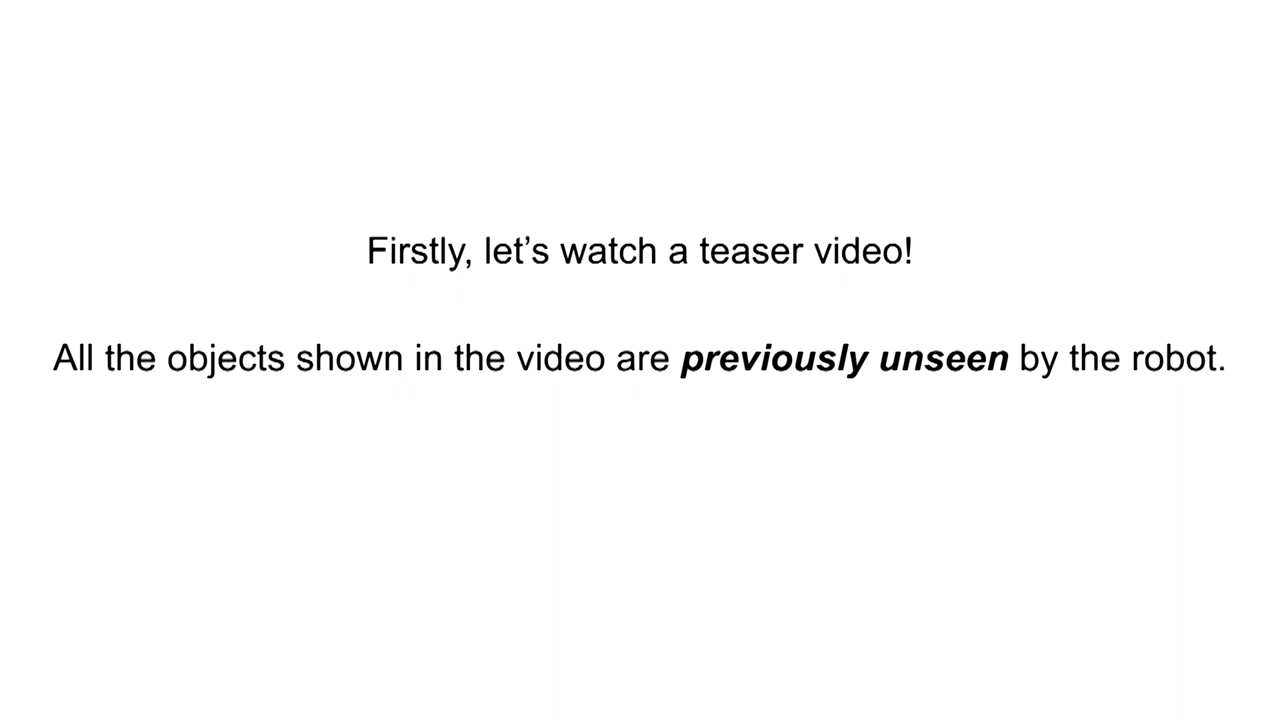 Firstly, let’s watch a teaser video!
All the objects shown in the video are previously unseen by the robot.